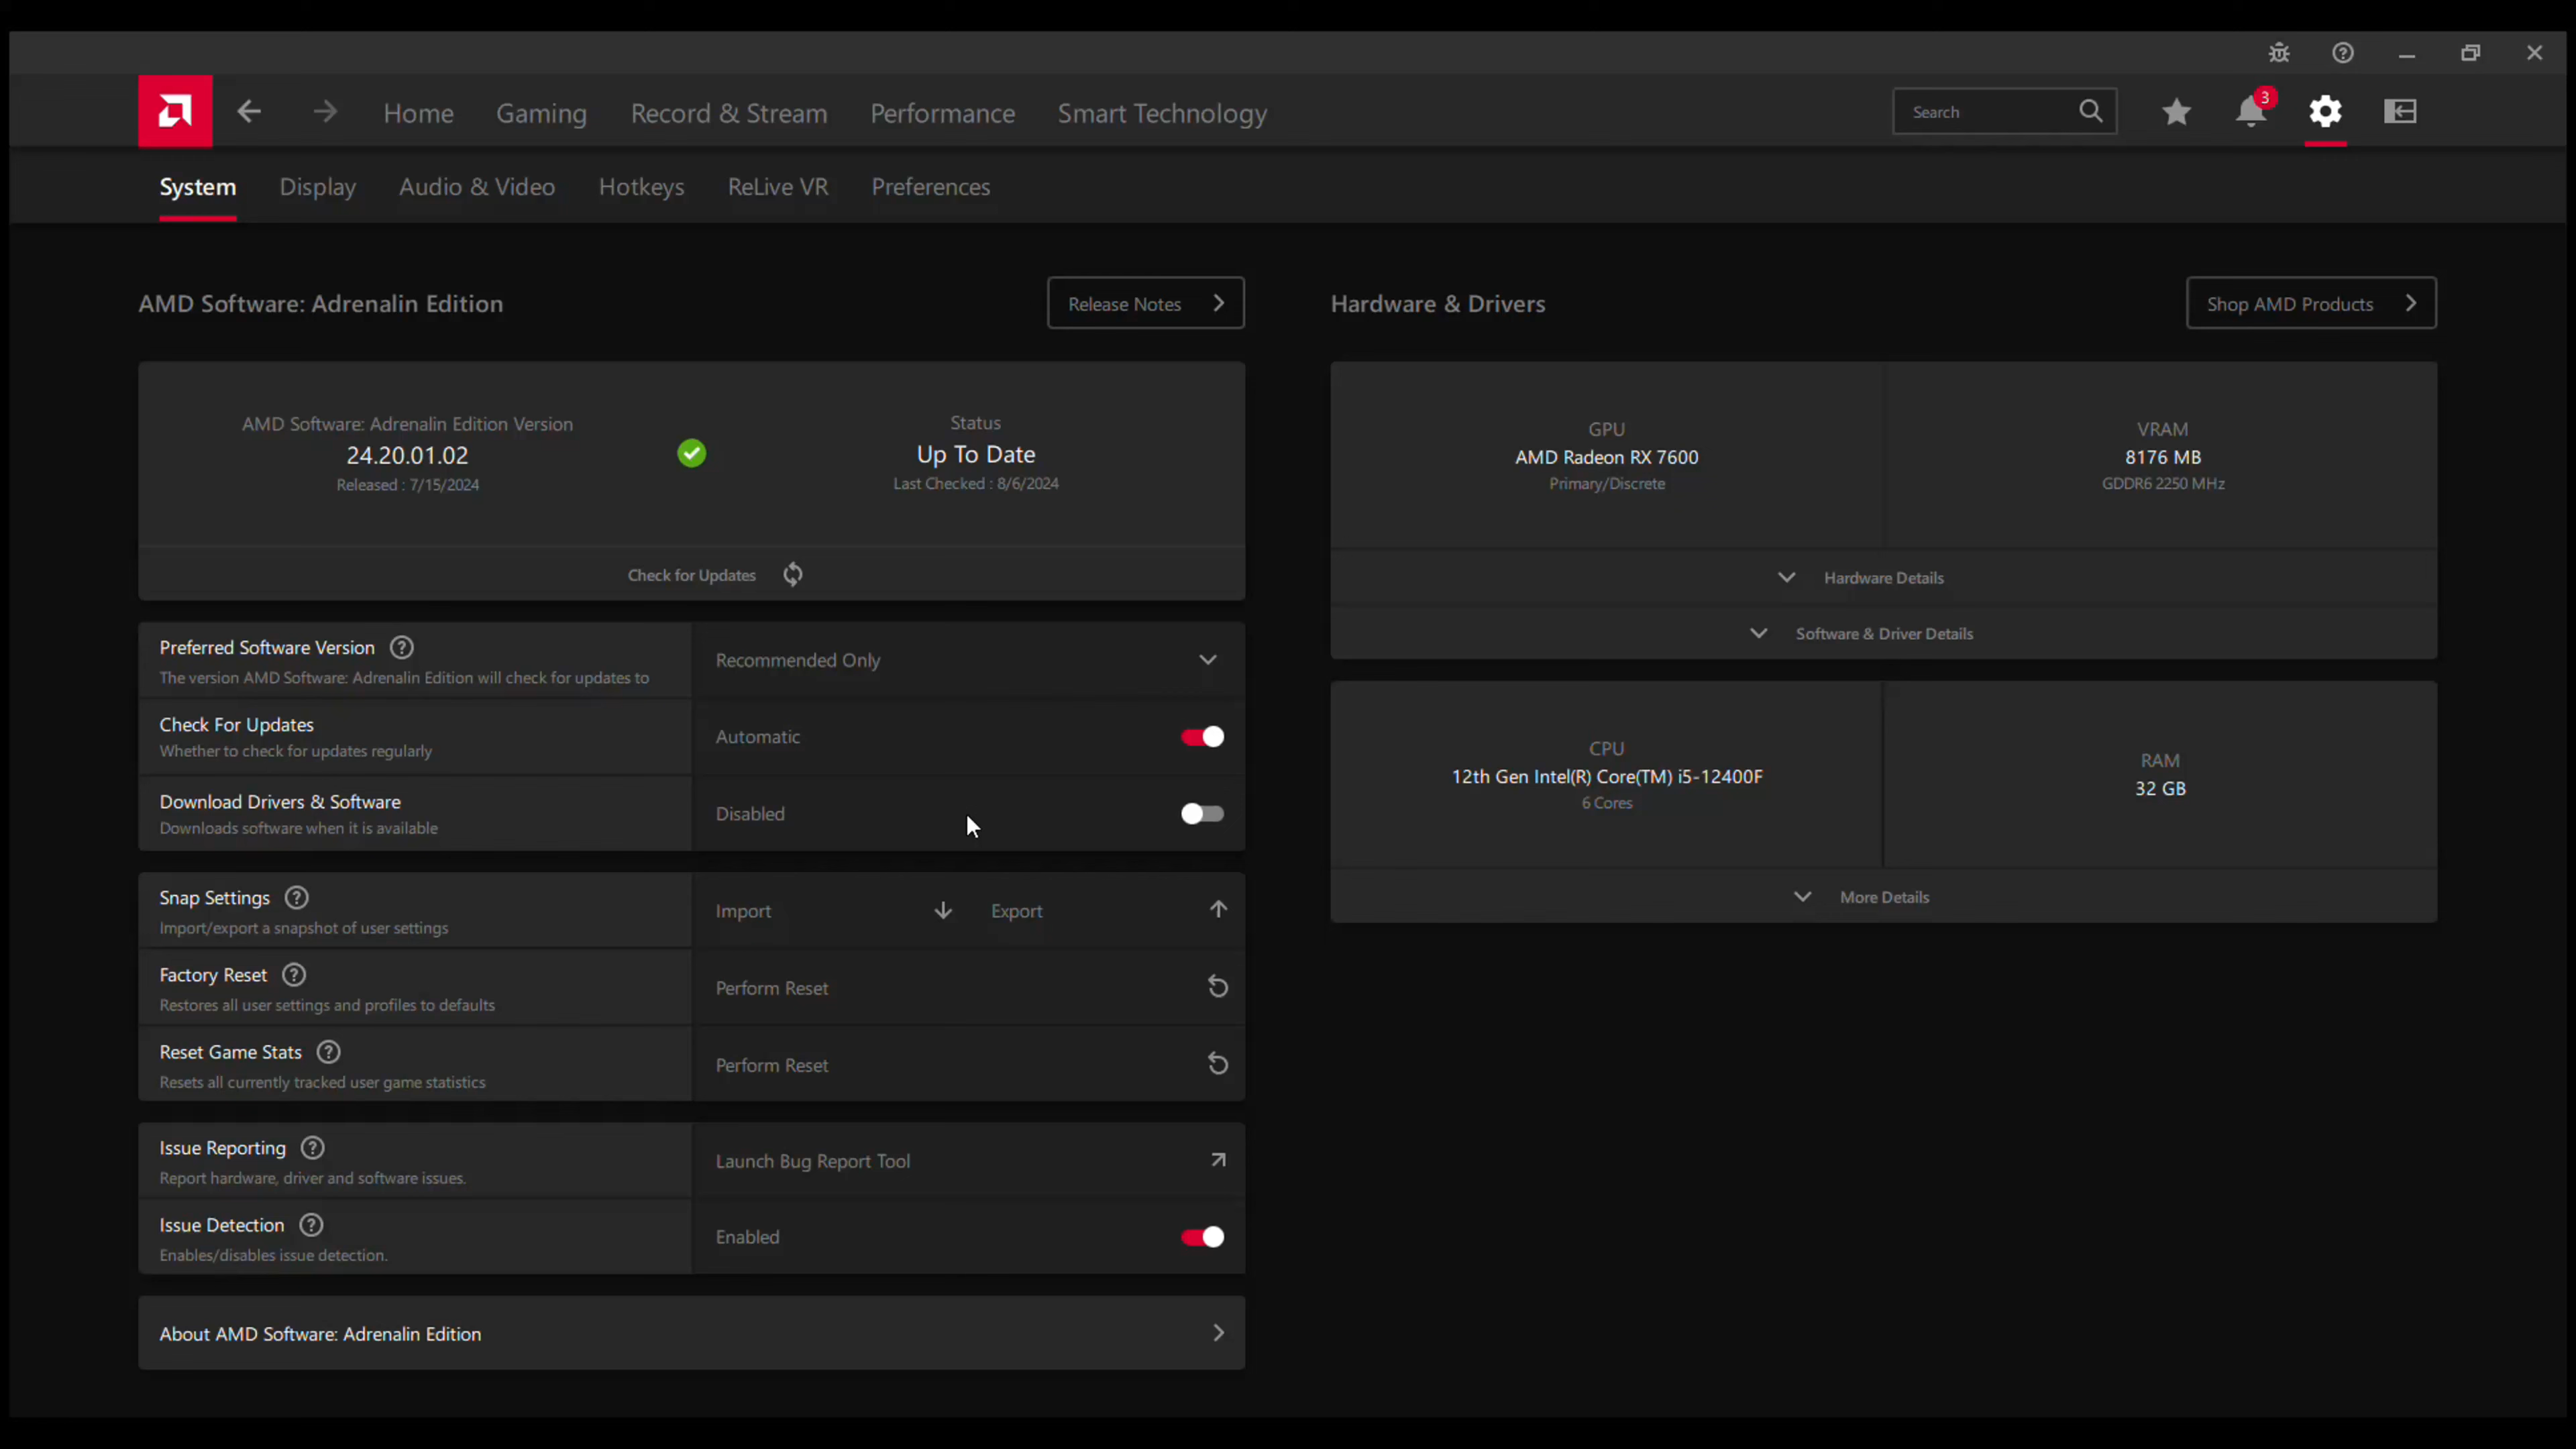 3
Home Gaming Record & Stream Performance Smart Technology Search
System Display Audio & Video Hotkeys ReLive VR Preferences
AMD Software: Adrenalin Edition
Release Notes
AMD Software: Adrenalin Edition Version
24.20.01.02
Released : 7/15/2024
Status
Up To Date
Last Checked : 8/6/2024
Check for Updates
Preferred Software Version
The version AMD Software: Adrenalin Edition will check for updates to
Recommended Only
Check For Updates
Whether to check for updates regularly
Automatic
Download Drivers & Software
Downloads software when it is available
Disabled
Snap Settings
Import/export a snapshot of user settings
Import
Export
Factory Reset
Restores all user settings and profiles to defaults
Perform Reset
Reset Game Stats
Resets all currently tracked user game statistics
Perform Reset
Issue Reporting
Report hardware, driver and software issues.
Launch Bug Report Tool
Issue Detection
Enables/disables issue detection.
Enabled
About AMD Software: Adrenalin Edition
Hardware & Drivers
Shop AMD Products
GPU
AMD Radeon RX 7600
Primary/Discrete
VRAM
8176 MB
GDDR6 2250 MHz
Hardware Details
Software & Driver Details
CPU
12th Gen Intel(R) Core(TM) i5-12400F
6 Cores
RAM
32 GB
More Details